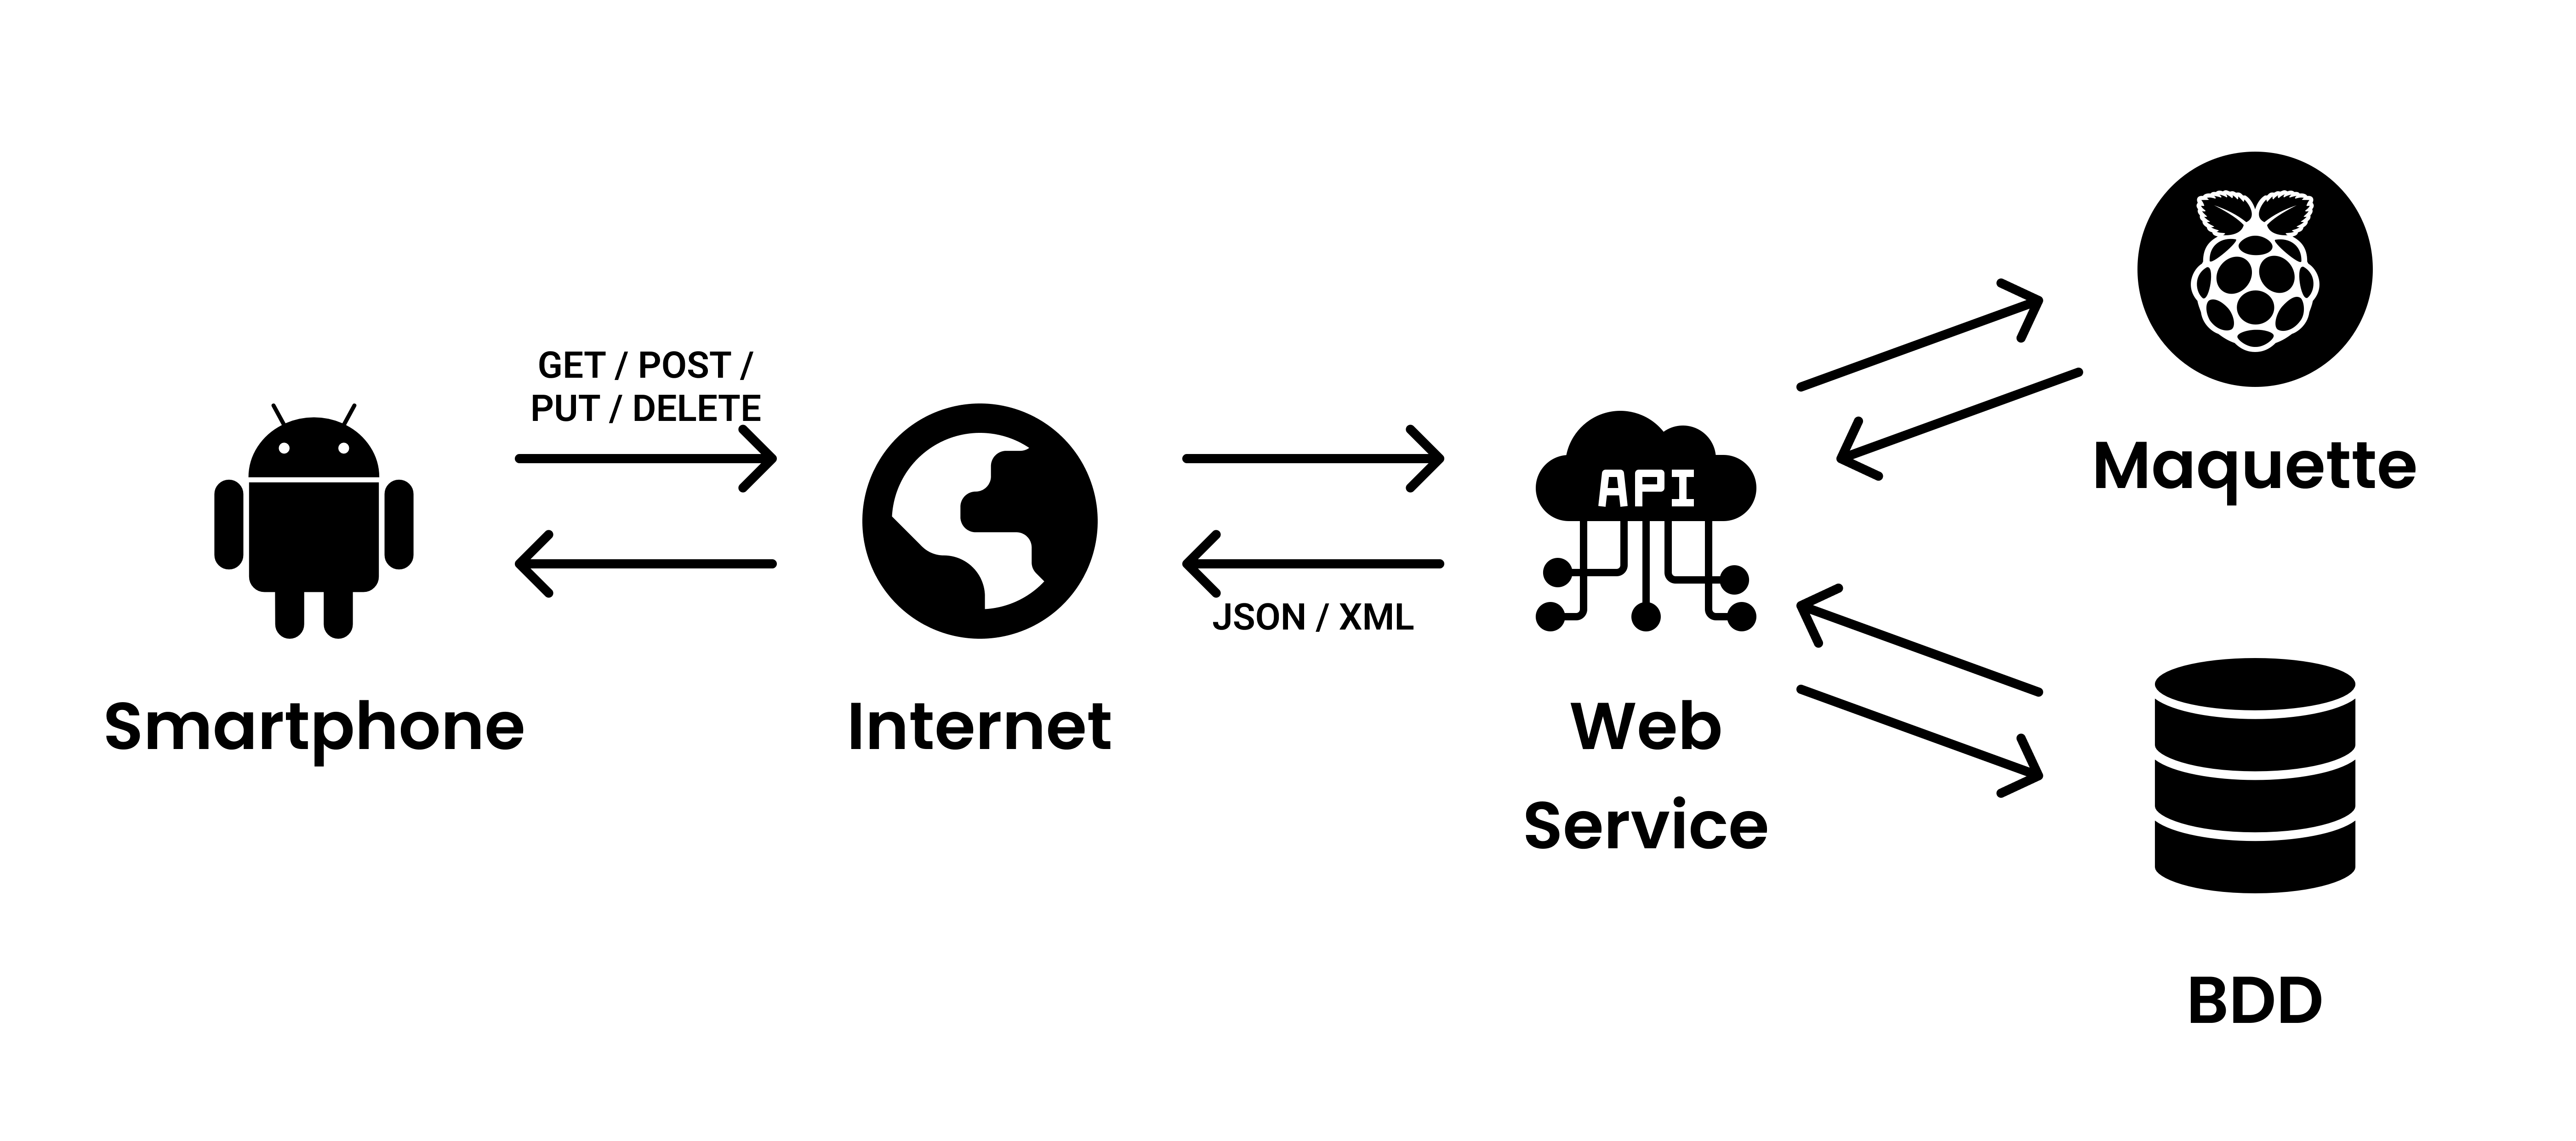 GET / POST /
PUT / DELETE
Smartphone
Internet
JSON / XML
API
Web
Service
Maquette
BDD